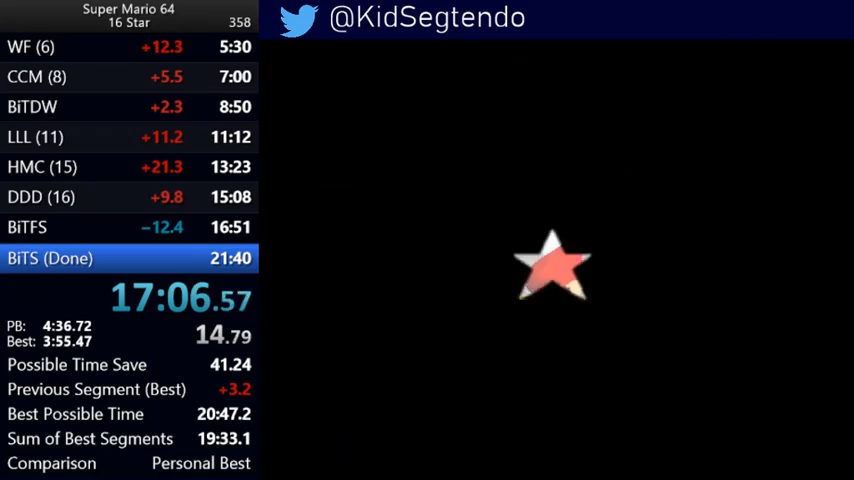 Super Mario 64
16 Star 358
@KidSegtendo
WF (6) +12.3 5:30
CCM (8) +5.5 7:00
BiTDW +2.3 8:50
LLL (11) +11.2 11:12
HMC (15) +21.3 13:23
DDD (16) +9.8 15:08
BiTFS −12.4 16:51
BiTS (Done) 21:40
17:06.57
PB: 4:36.72
Best: 3:55.47
14.79
Possible Time Save 41.24
Previous Segment (Best) +3.2
Best Possible Time 20:47.2
Sum of Best Segments 19:33.1
Comparison Personal Best